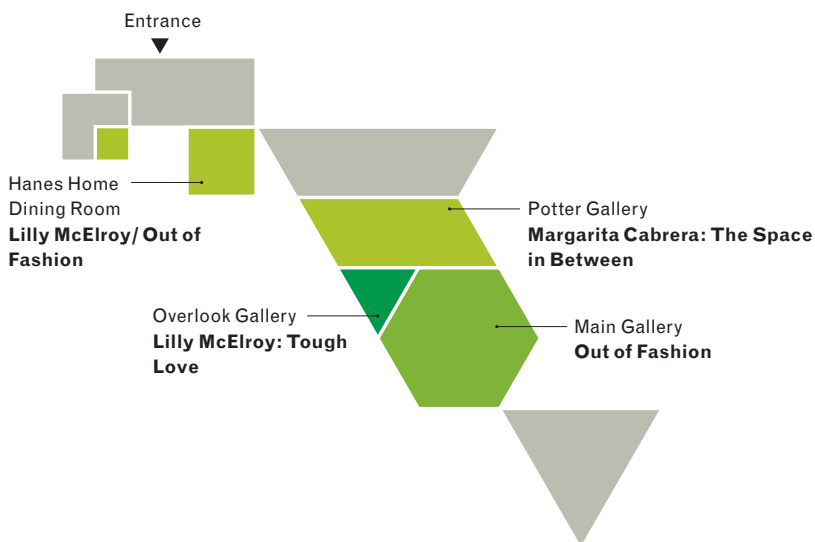 Entrance
Hanes Home
Dining Room
Lilly McElroy/ Out of
Fashion
Potter Gallery
Margarita Cabrera: The Space
in Between
Overlook Gallery
Lilly McElroy: Tough
Love
Main Gallery
Out of Fashion